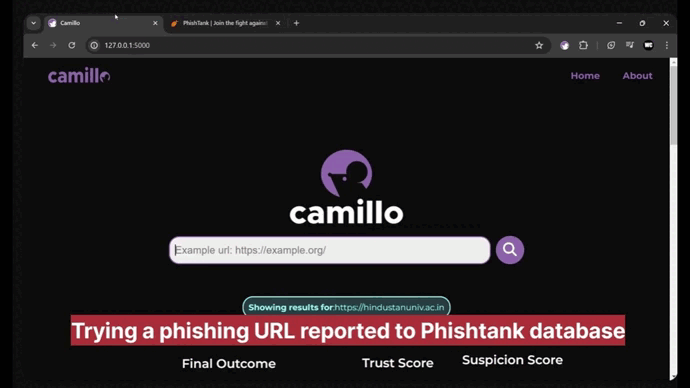 Camillo
PhishTank | Join the fight against
127.0.0.1:5000
camillo
Home
About
camillo
Example url: https://example.org/
Showing results for:https://hindustanuniv.ac.in
Trying a phishing URL reported to Phishtank database
Final Outcome
Trust Score
Suspicion Score